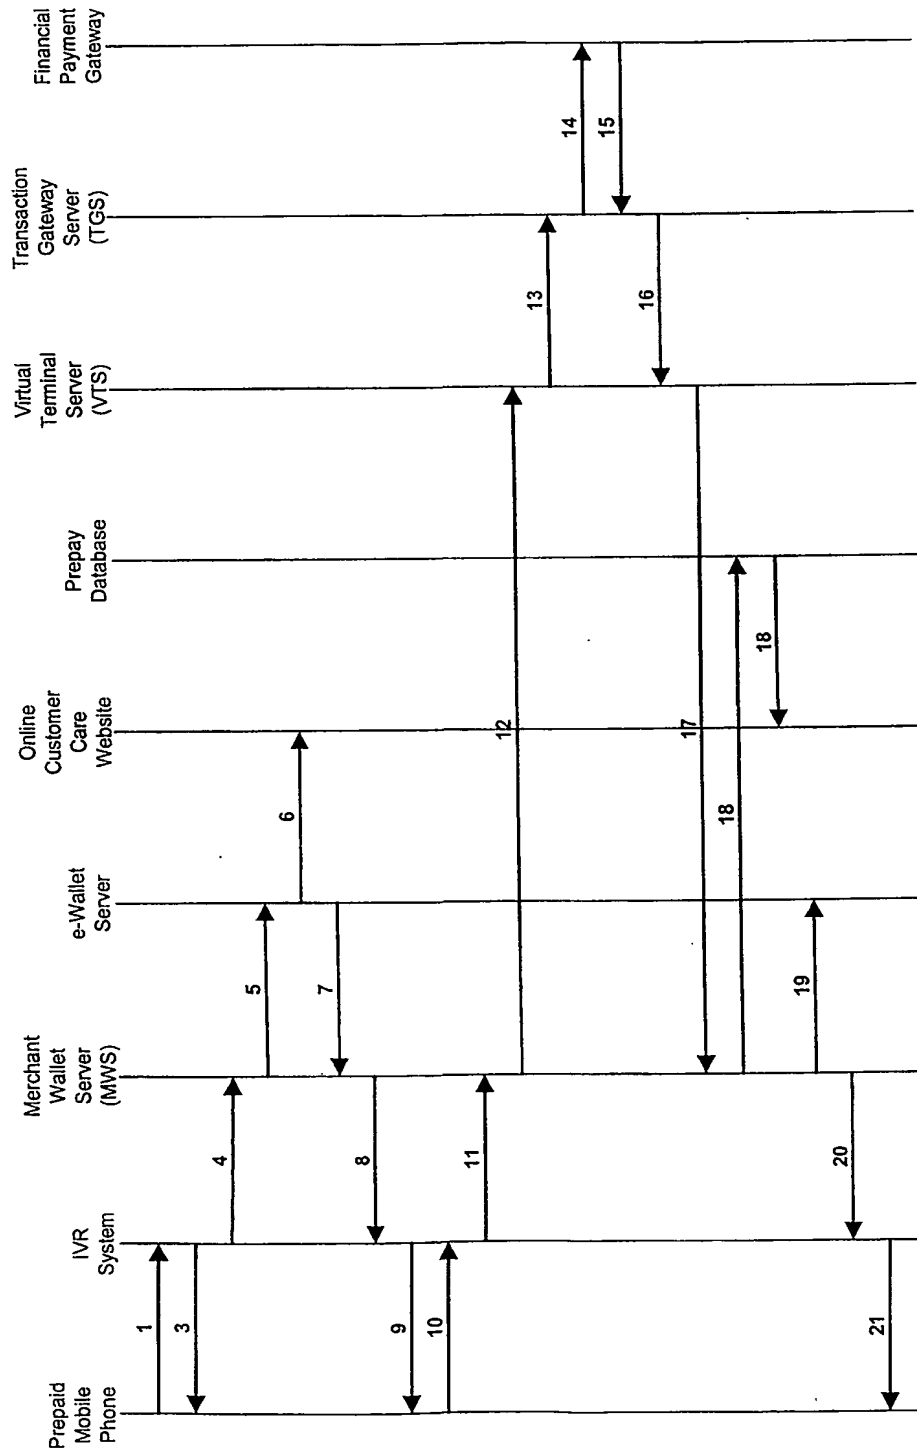 Prepaid
Mobile
Phone
IVR
System
Merchant
Wallet
Server
(MWS)
e-Wallet
Server
Online
Customer
Care
Website
Prepay
Database
Virtual
Terminal
Server
(VTS)
Transaction
Gateway
Server
(TGS)
Financial
Payment
Gateway
1
3
4
5
6
7
8
9
10
11
12
13
14
15
16
17
18
18
19
20
21